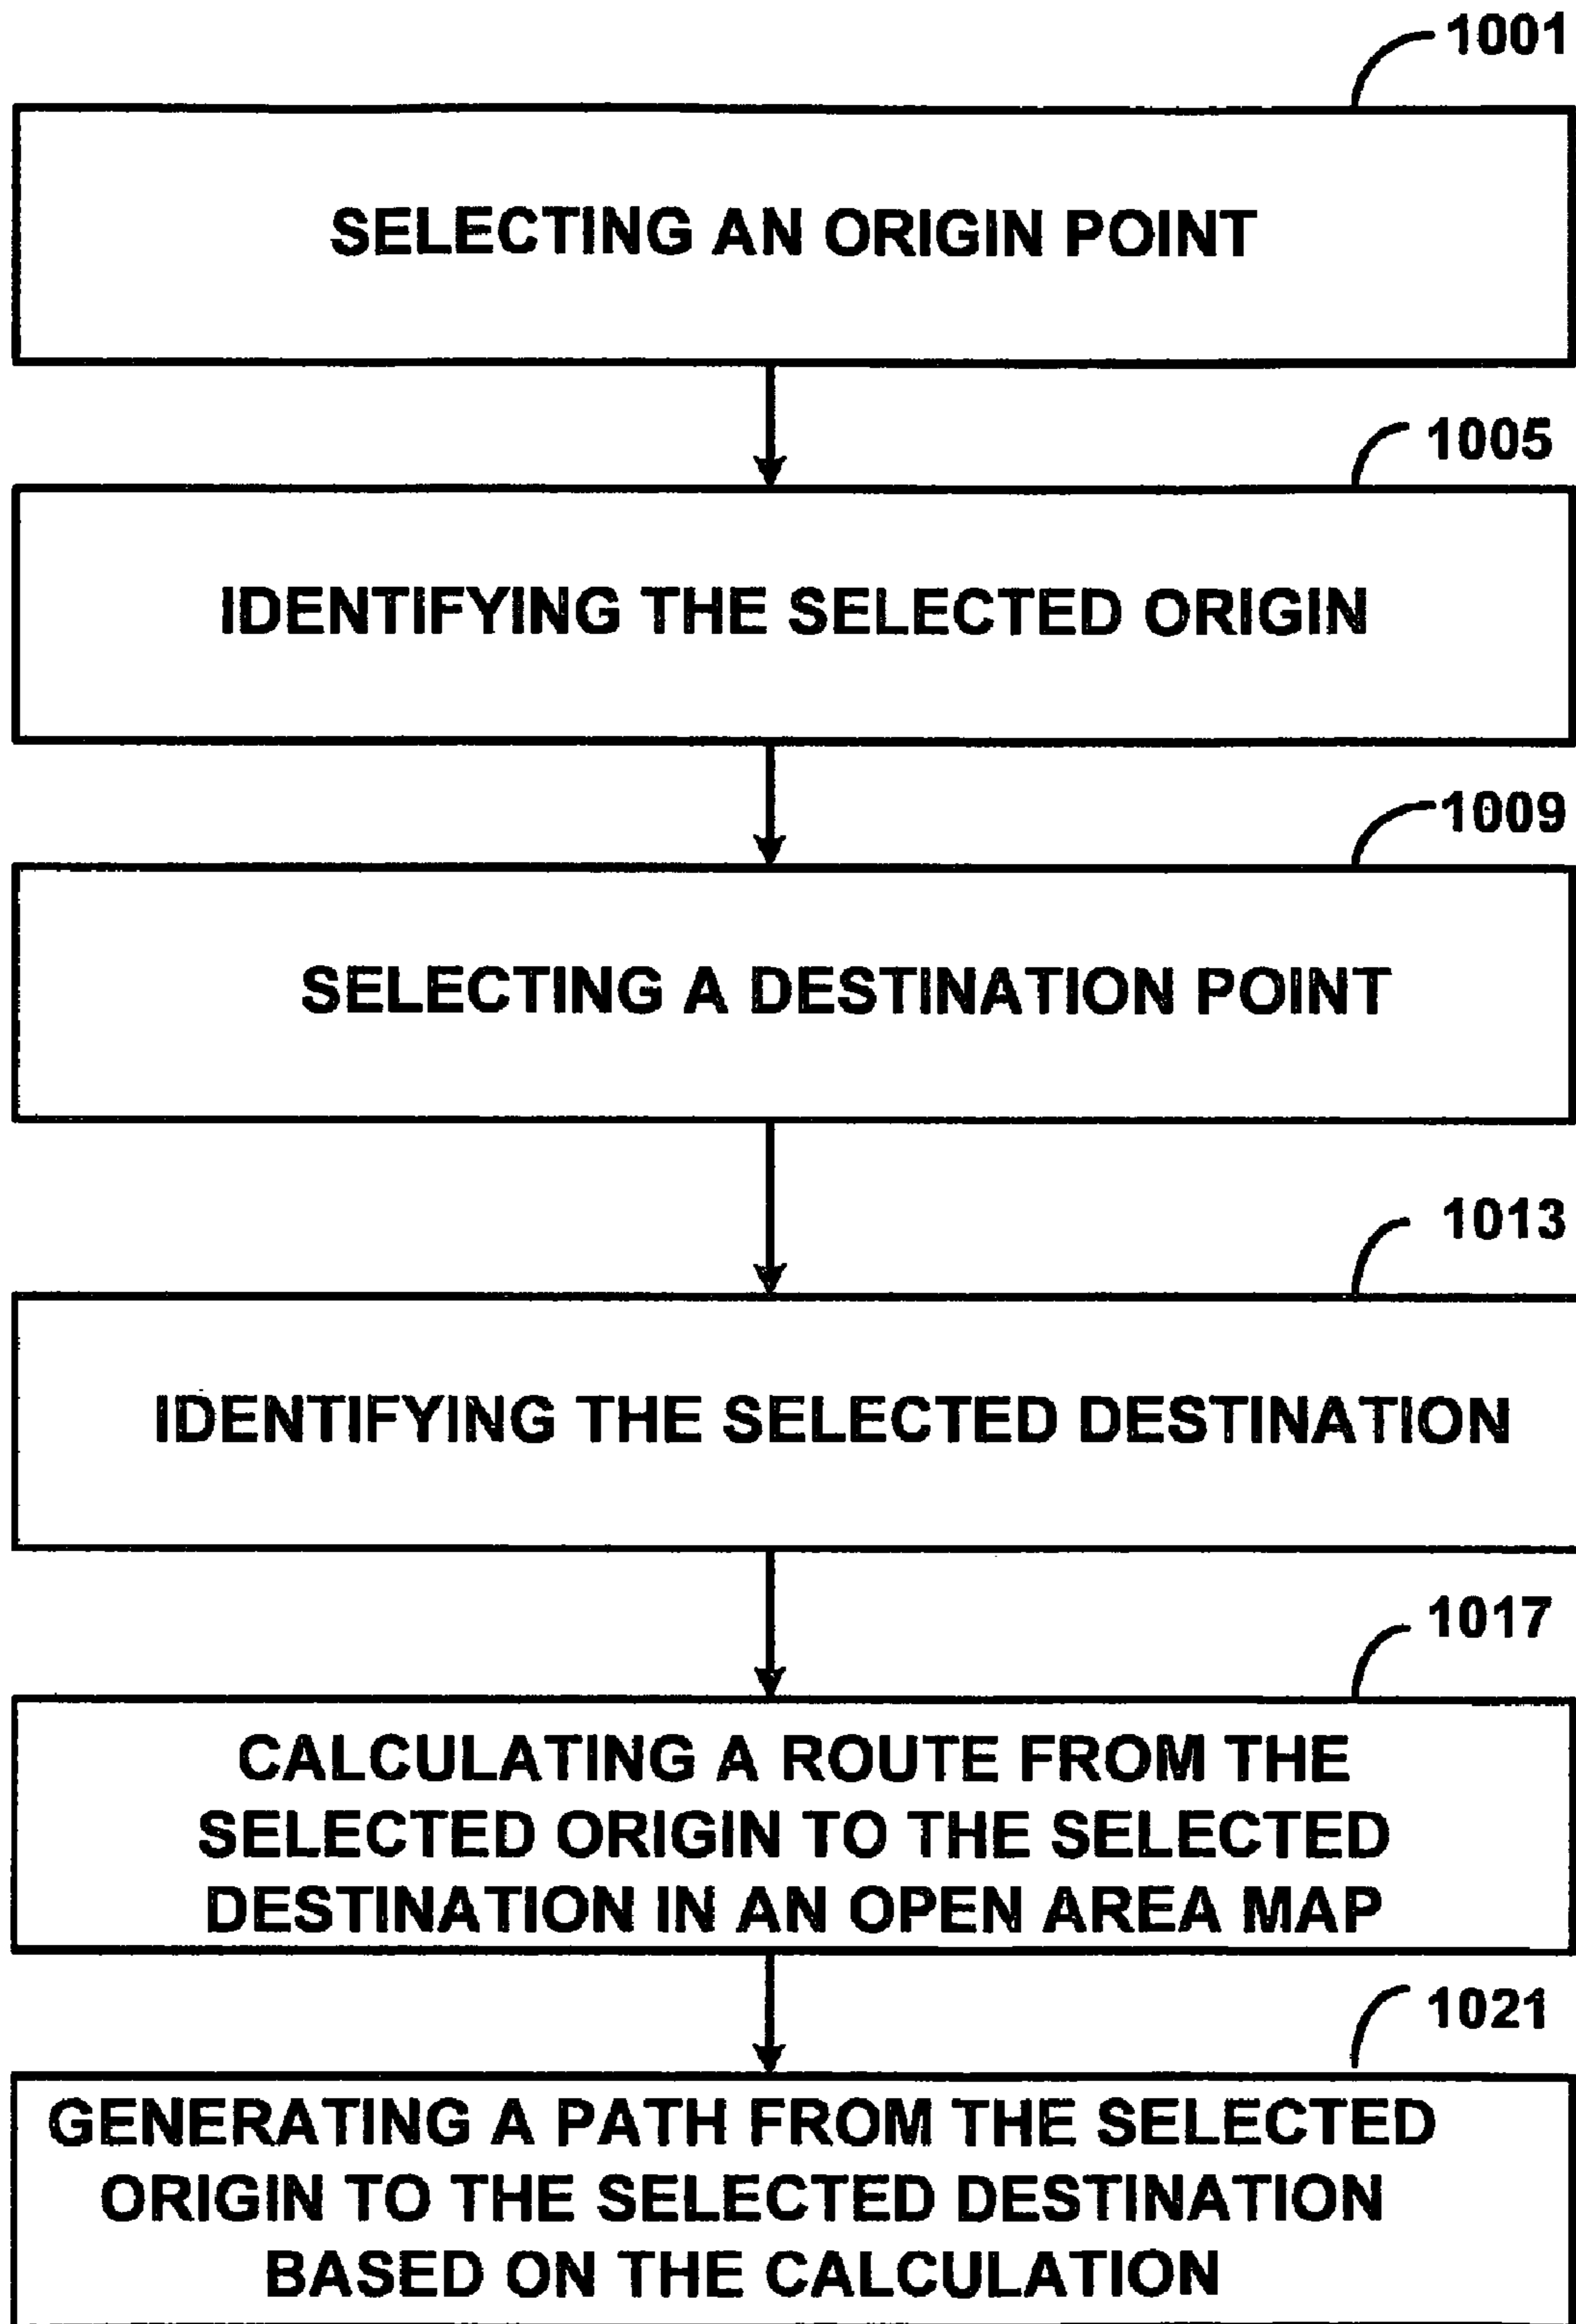 1001
SELECTING AN ORIGIN POINT
1005
IDENTIFYING THE SELECTED ORIGIN
1009
SELECTING A DESTINATION POINT
1013
IDENTIFYING THE SELECTED DESTINATION
1017
CALCULATING A ROUTE FROM THE
SELECTED ORIGIN TO THE SELECTED
DESTINATION IN AN OPEN AREA MAP
1021
GENERATING A PATH FROM THE SELECTED
ORIGIN TO THE SELECTED DESTINATION
BASED ON THE CALCULATION